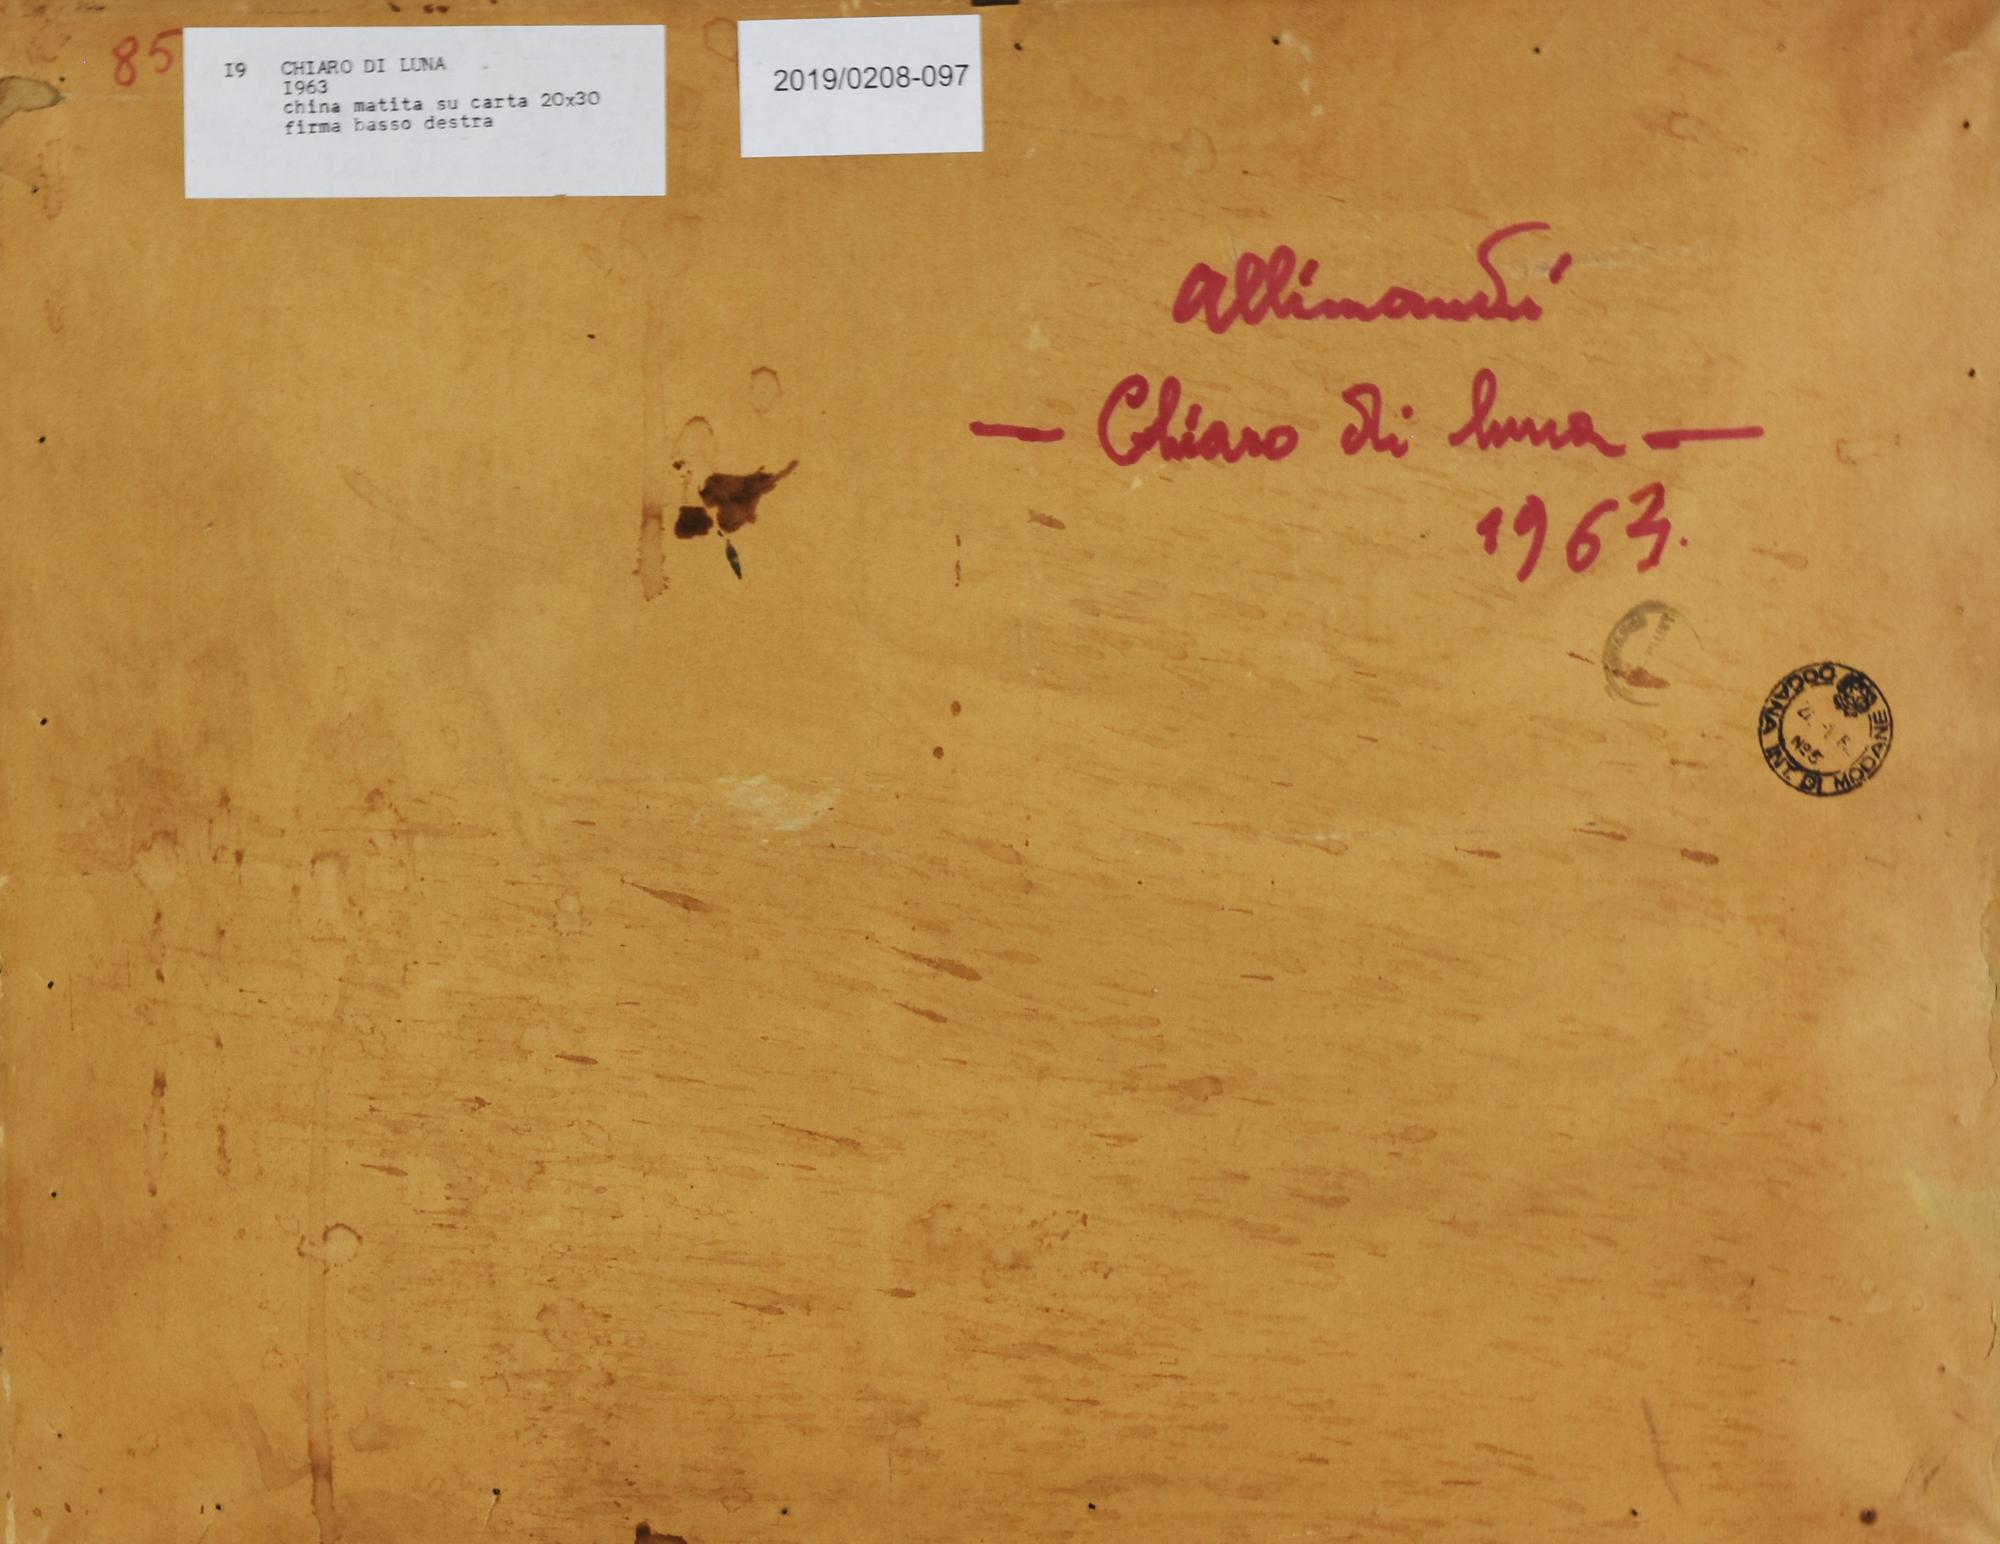 85
I9 CHIARO DI LUNA
I963
china matita su carta 20x30
firma basso destra
2019/0208-097
Allimandi
— Chiaro di luna —
1963.
DOGANA INT. DI MODANE
Nº 5